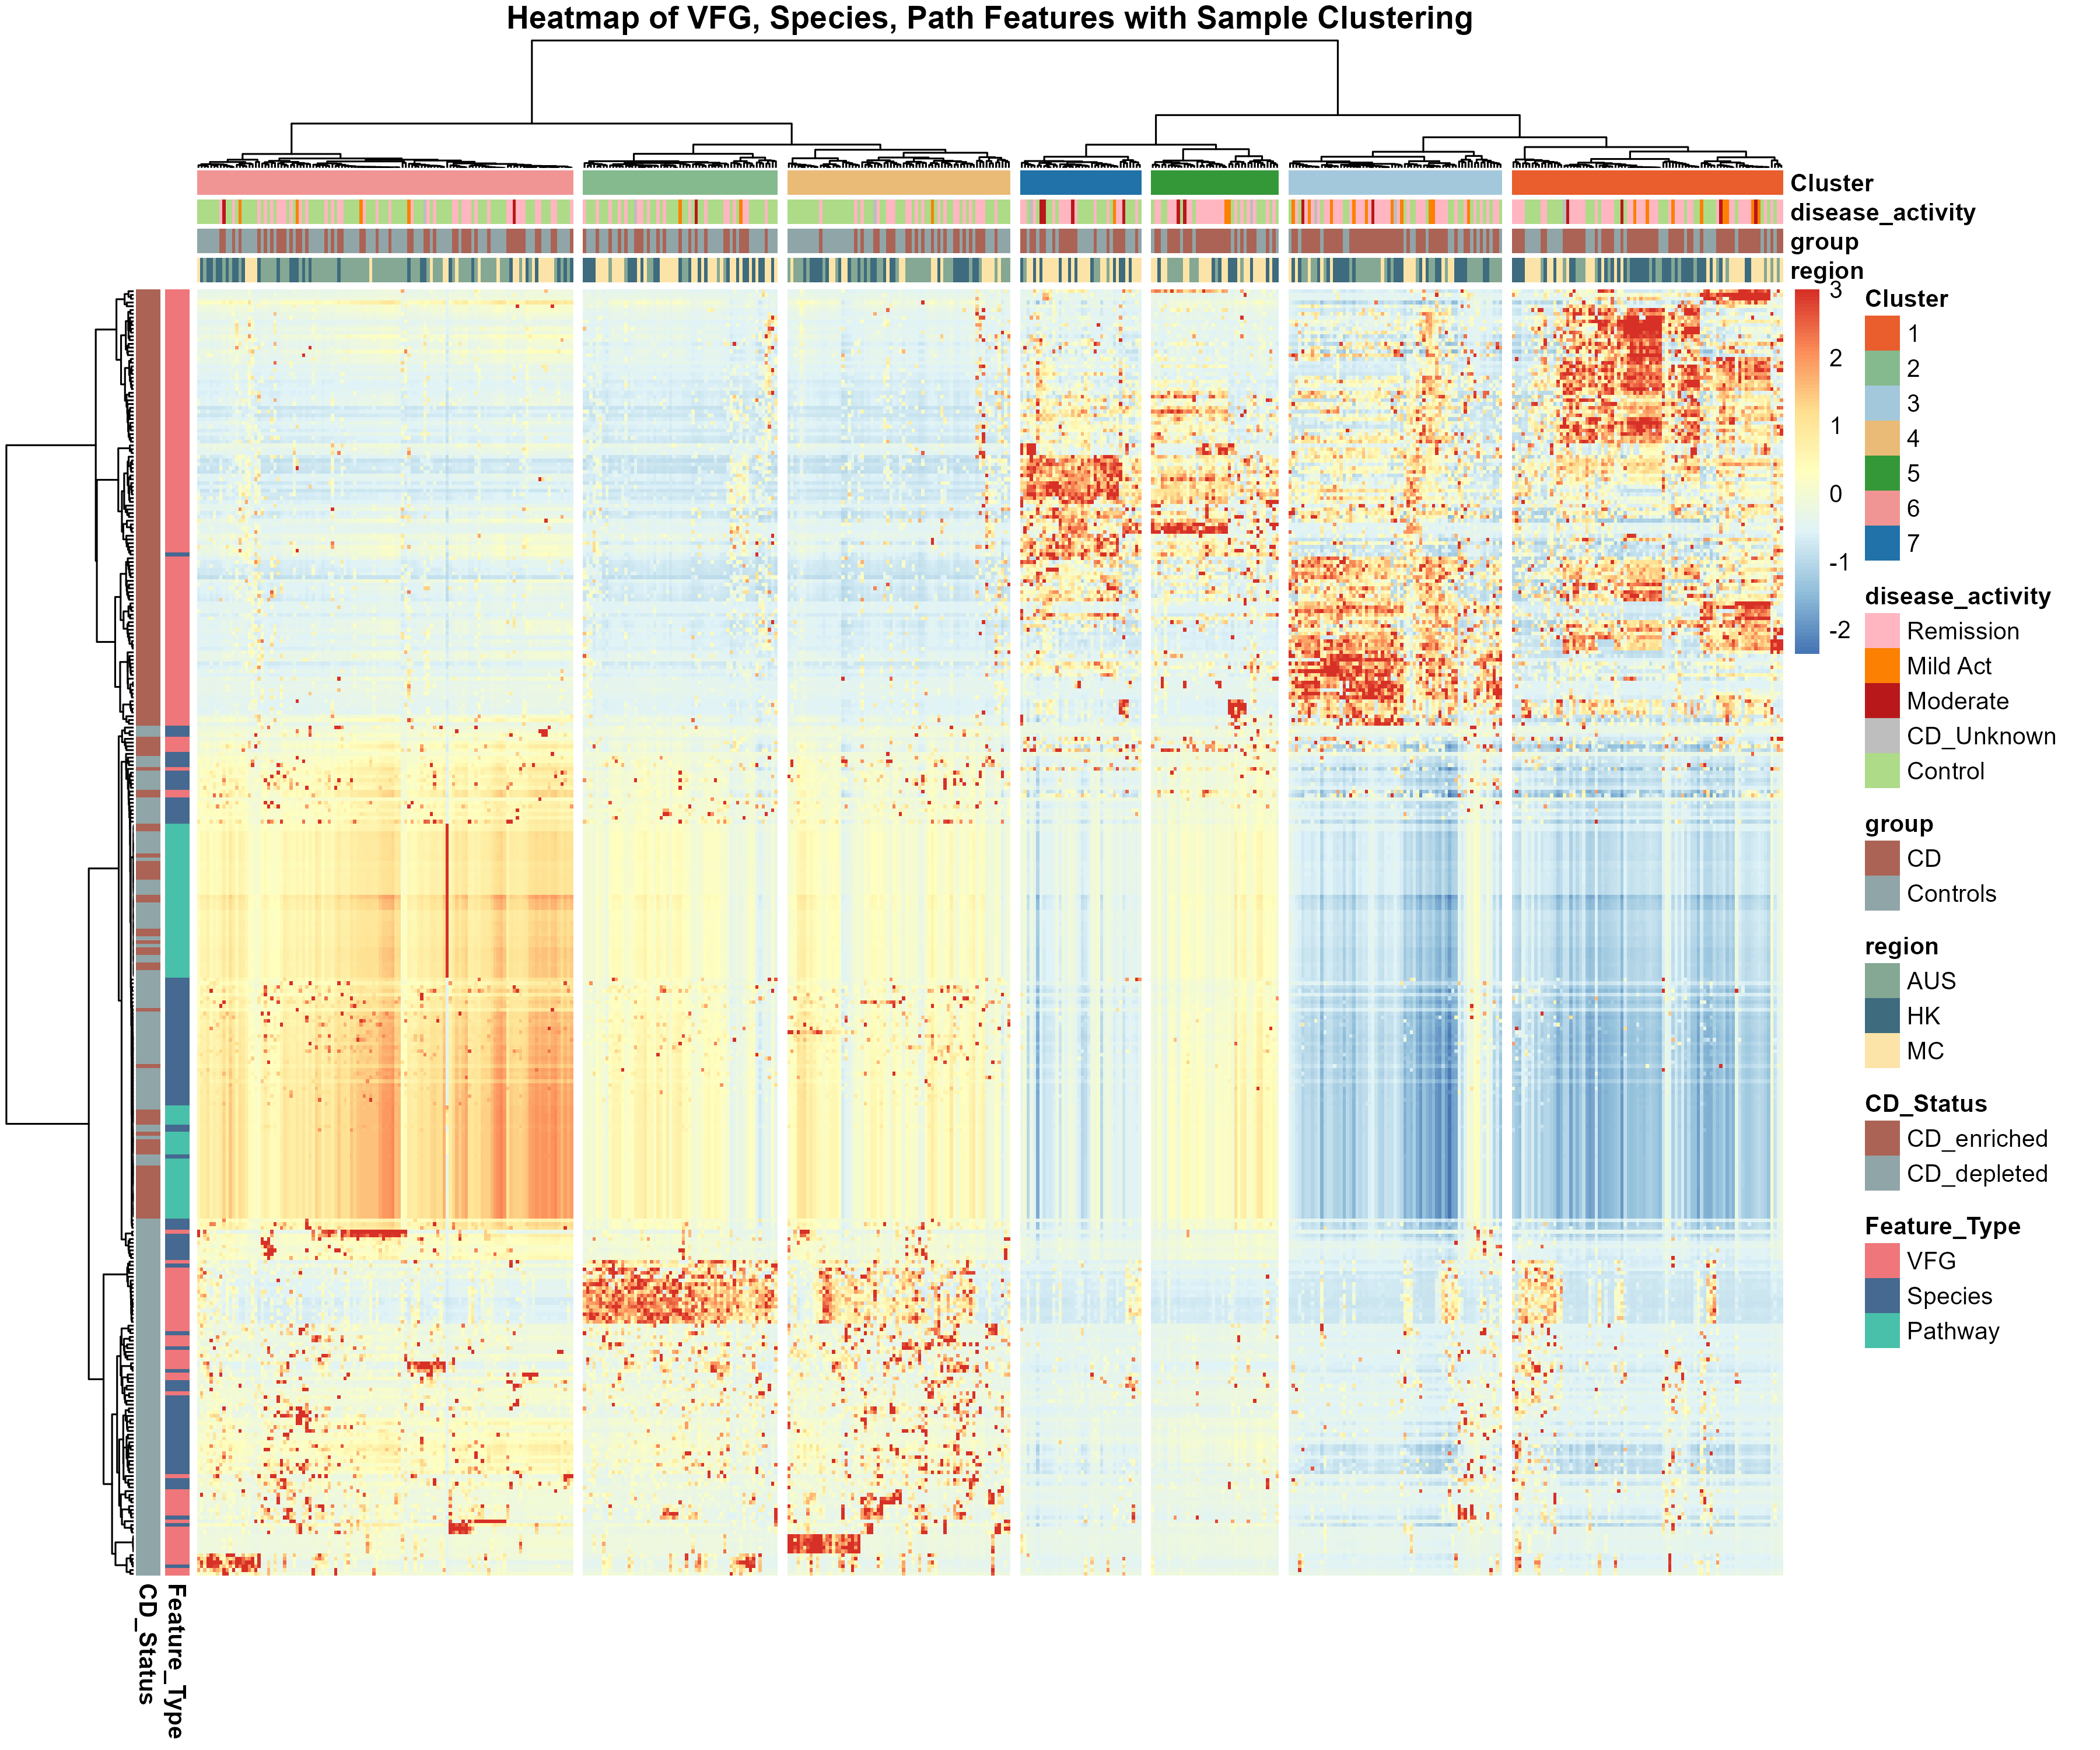 Heatmap of VFG, Species, Path Features with Sample Clustering
Cluster
disease_activity
group
region
3
2
1
0
-1
-2
Cluster
1
2
3
4
5
6
7
disease_activity
Remission
Mild Act
Moderate
CD_Unknown
Control
group
CD
Controls
region
AUS
HK
MC
CD_Status
CD_enriched
CD_depleted
Feature_Type
VFG
Species
Pathway
CD_Status
Feature_Type